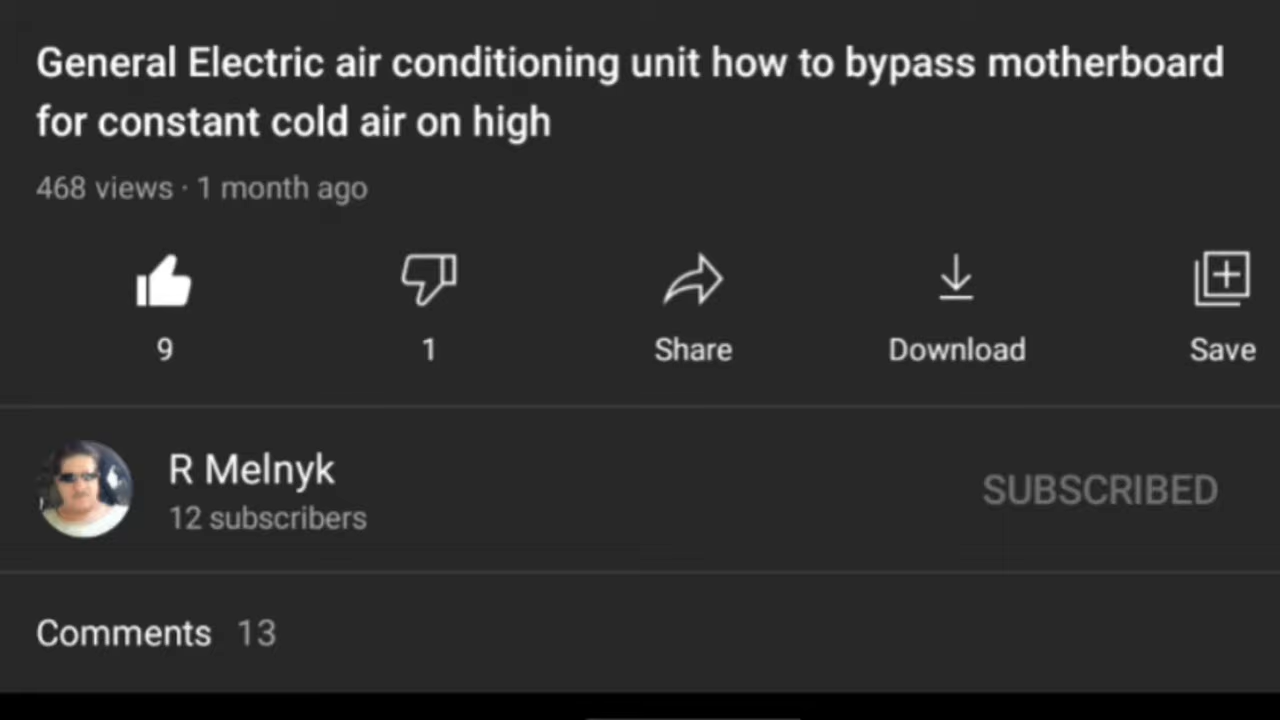 General Electric air conditioning unit how to bypass motherboard
for constant cold air on high
468 views · 1 month ago
9
1
Share
Download
Save
R Melnyk
12 subscribers
SUBSCRIBED
Comments 13